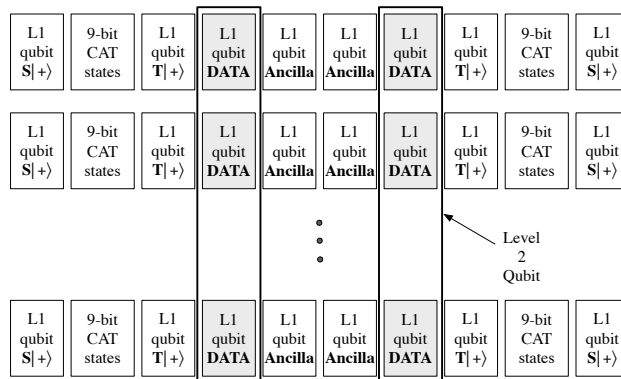 L1 9-bit L1 L1 L1 L1 L1 L1 9-bit L1
qubit CAT qubit qubit qubit qubit qubit qubit CAT qubit
S|+⟩ states T|+⟩ DATA Ancilla Ancilla DATA T|+⟩ states S|+⟩
L1 9-bit L1 L1 L1 L1 L1 L1 9-bit L1
qubit CAT qubit qubit qubit qubit qubit qubit CAT qubit
S|+⟩ states T|+⟩ DATA Ancilla Ancilla DATA T|+⟩ states S|+⟩
Level
2
Qubit
L1 9-bit L1 L1 L1 L1 L1 L1 9-bit L1
qubit CAT qubit qubit qubit qubit qubit qubit CAT qubit
S|+⟩ states T|+⟩ DATA Ancilla Ancilla DATA T|+⟩ states S|+⟩